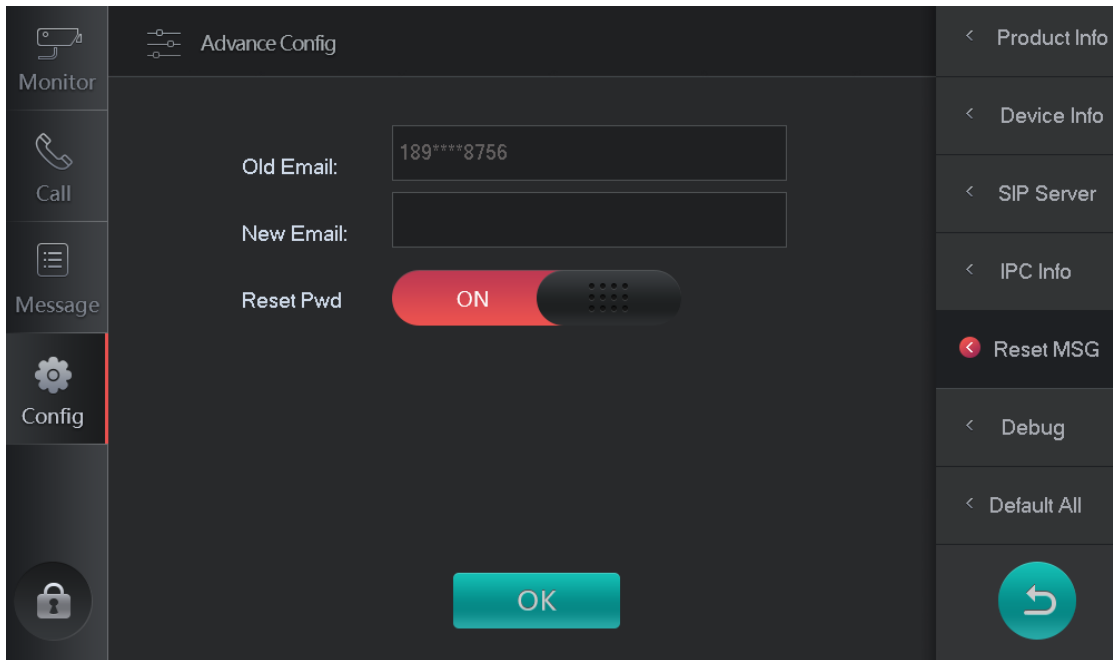 Monitor
Call
Message
Config
Advance Config
Old Email:
189****8756
New Email:
Reset Pwd
ON
OK
Product Info
Device Info
SIP Server
IPC Info
Reset MSG
Debug
Default All